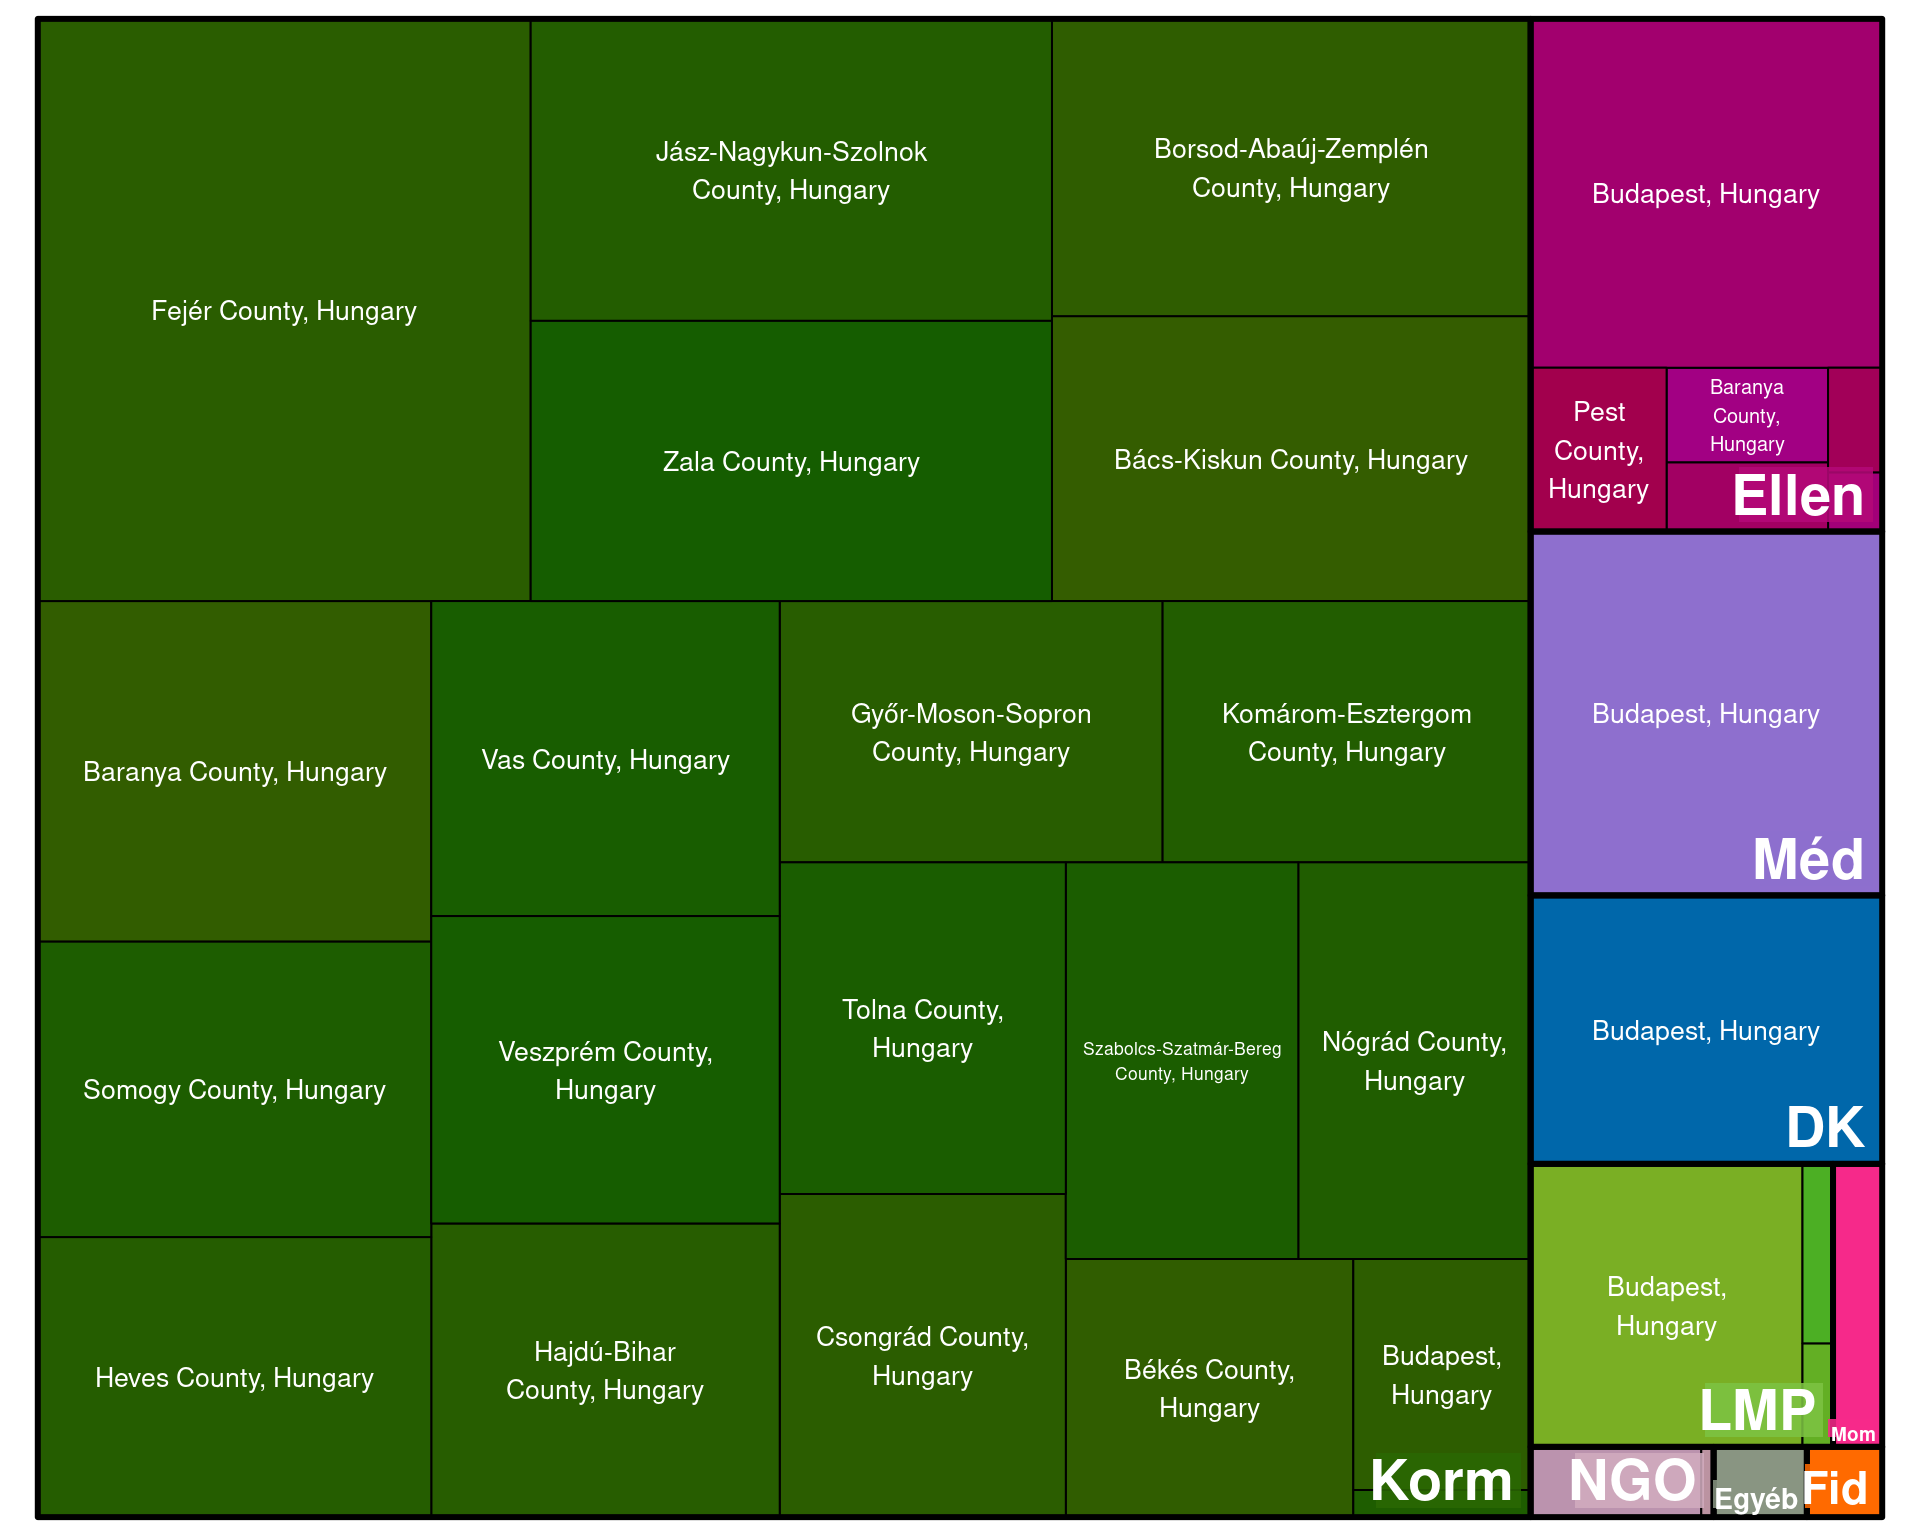 Fejér County, Hungary
Jász-Nagykun-Szolnok
County, Hungary
Zala County, Hungary
Borsod-Abaúj-Zemplén
County, Hungary
Bács-Kiskun County, Hungary
Baranya County, Hungary
Somogy County, Hungary
Heves County, Hungary
Vas County, Hungary
Veszprém County,
Hungary
Hajdú-Bihar
County, Hungary
Győr-Moson-Sopron
County, Hungary
Komárom-Esztergom
County, Hungary
Tolna County,
Hungary
Csongrád County,
Hungary
Szabolcs-Szatmár-Bereg
County, Hungary
Nógrád County,
Hungary
Békés County,
Hungary
Budapest,
Hungary
Korm
Budapest, Hungary
Pest
County,
Hungary
Baranya
County,
Hungary
Ellen
Budapest, Hungary
Méd
Budapest, Hungary
DK
Budapest,
Hungary
LMP
Mom
NGO
Egyéb
Fid